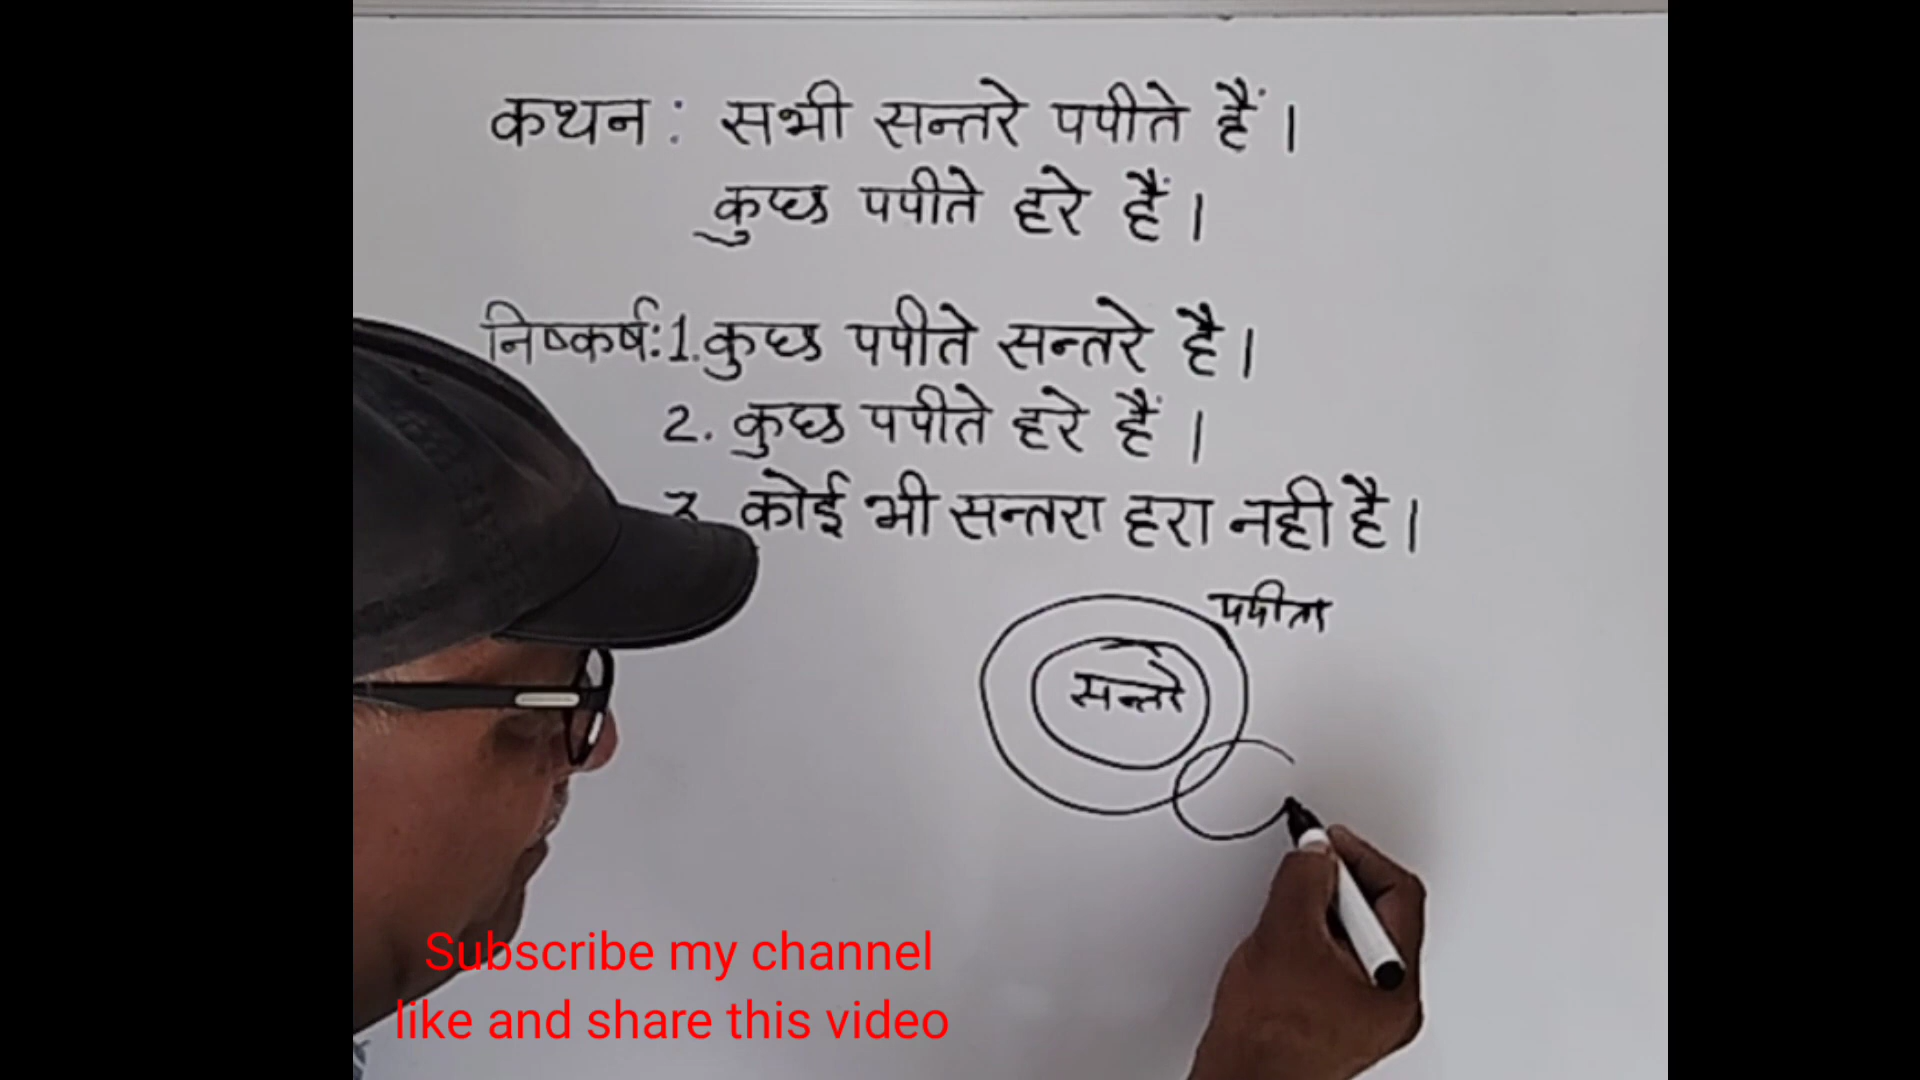 कथन : सभी सन्तरे पपीते हैं।
कुछ पपीते हरे हैं।
निष्कर्ष: 1. कुछ पपीते सन्तरे है।
2. कुछ पपीते हरे हैं।
3. कोई भी सन्तरा हरा नही है।
पपीता
सन्तरे
Subscribe my channel
like and share this video